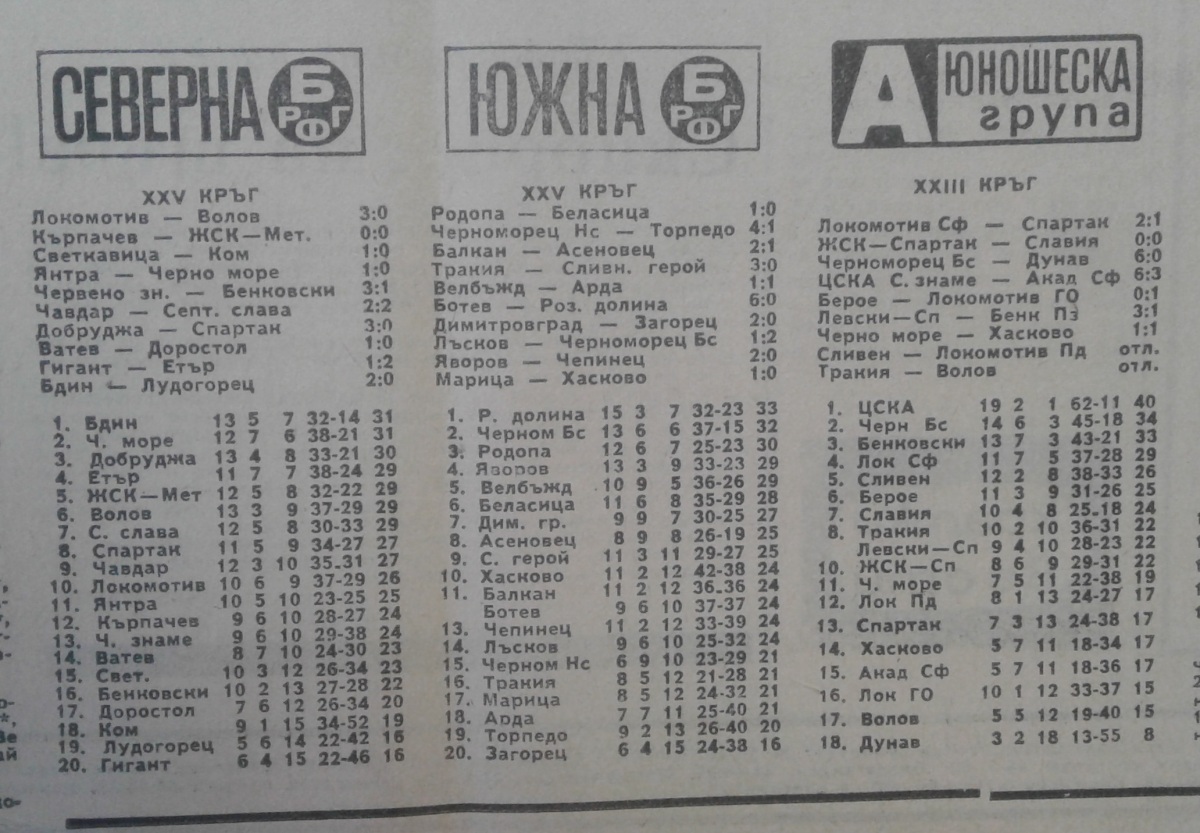 СЕВЕРНА Б РФГ
XXV КРЪГ
Локомотив — Волов 3:0
Кърпачев — ЖСК—Мет. 0:0
Светкавица — Ком 1:0
Янтра — Черно море 1:0
Червено зн. — Бенковски 3:1
Чавдар — Септ. слава 2:2
Добруджа — Спартак 3:0
Ватев — Доростол 1:0
Гигант — Етър 1:2
Бдин — Лудогорец 2:0
1. Бдин 13 5 7 32-14 31
2. Ч. море 12 7 6 38-21 31
3. Добруджа 13 4 8 33-21 30
4. Етър 11 7 7 38-24 29
5. ЖСК—Мет 12 5 8 32-22 29
6. Волов 13 3 9 37-29 29
7. С. слава 12 5 8 30-33 29
8. Спартак 11 5 9 34-27 27
9. Чавдар 12 3 10 35-31 27
10. Локомотив 10 6 9 37-29 26
11. Янтра 10 5 10 23-25 25
12. Кърпачев 9 6 10 28-27 24
13. Ч. знаме 9 6 10 29-38 24
14. Ватев 8 7 10 24-30 23
15. Свет. 10 3 12 26-34 23
16. Бенковски 10 2 13 27-28 22
17. Доростол 7 6 12 26-34 20
18. Ком 9 1 15 34-52 19
19. Лудогорец 5 6 14 22-42 16
20. Гигант 6 4 15 22-46 16
ЮЖНА Б РФГ
XXV КРЪГ
Родопа — Беласица 1:0
Черноморец Нс — Торпедо 4:1
Балкан — Асеновец 2:1
Тракия — Сливн. герой 3:0
Велбъжд — Арда 1:1
Ботев — Роз. долина 6:0
Димитровград — Загорец 2:0
Лъсков — Черноморец Бс 1:2
Яворов — Чепинец 2:0
Марица — Хасково 1:0
1. Р. долина 15 3 7 32-23 33
2. Черном Бс 13 6 6 37-15 32
3. Родопа 12 6 7 25-23 30
4. Яворов 13 3 9 33-23 29
5. Велбъжд 10 9 5 36-26 29
6. Беласица 11 6 8 35-29 28
7. Дим. гр. 9 9 7 30-25 27
8. Асеновец 8 9 8 26-19 25
9. С. герой 11 3 11 29-27 25
10. Хасково 11 2 12 42-38 24
11. Балкан 11 2 12 36-36 24
Ботев 9 6 10 37-37 24
13. Чепинец 11 2 12 33-39 24
14. Лъсков 9 6 10 25-32 24
15. Черном Нс 6 9 10 23-29 21
16. Тракия 8 5 12 21-28 21
17. Марица 8 5 12 24-32 21
18. Арда 7 7 11 25-40 21
19. Торпедо 9 2 13 26-40 20
20. Загорец 6 4 15 24-38 16
А ЮНОШЕСКА група
XXIII КРЪГ
Локомотив Сф — Спартак 2:1
ЖСК—Спартак — Славия 0:0
Черноморец Бс — Дунав 6:0
ЦСКА С. знаме — Акад Сф 6:3
Берое — Локомотив ГО 0:1
Левски—Сп — Бенк Пз 3:1
Черно море — Хасково 1:1
Сливен — Локомотив Пд отл.
Тракия — Волов отл.
1. ЦСКА 19 2 1 62-11 40
2. Черн Бс 14 6 3 45-18 34
3. Бенковски 13 7 3 43-21 33
4. Лок Сф 11 7 5 37-28 29
5. Сливен 12 2 8 38-33 26
6. Берое 11 3 9 31-26 25
7. Славия 10 4 8 25-18 24
8. Тракия 10 2 10 36-31 22
Левски—Сп 9 4 10 28-23 22
10. ЖСК—Сп 8 6 9 29-31 22
11. Ч. море 7 5 11 22-38 19
12. Лок Пд 8 1 13 24-27 17
13. Спартак 7 3 13 24-38 17
14. Хасково 5 7 11 18-34 17
15. Акад Сф 5 7 11 18-36 17
16. Лок ГО 10 1 12 33-37 15
17. Волов 5 5 12 19-40 15
18. Дунав 3 2 18 13-55 8